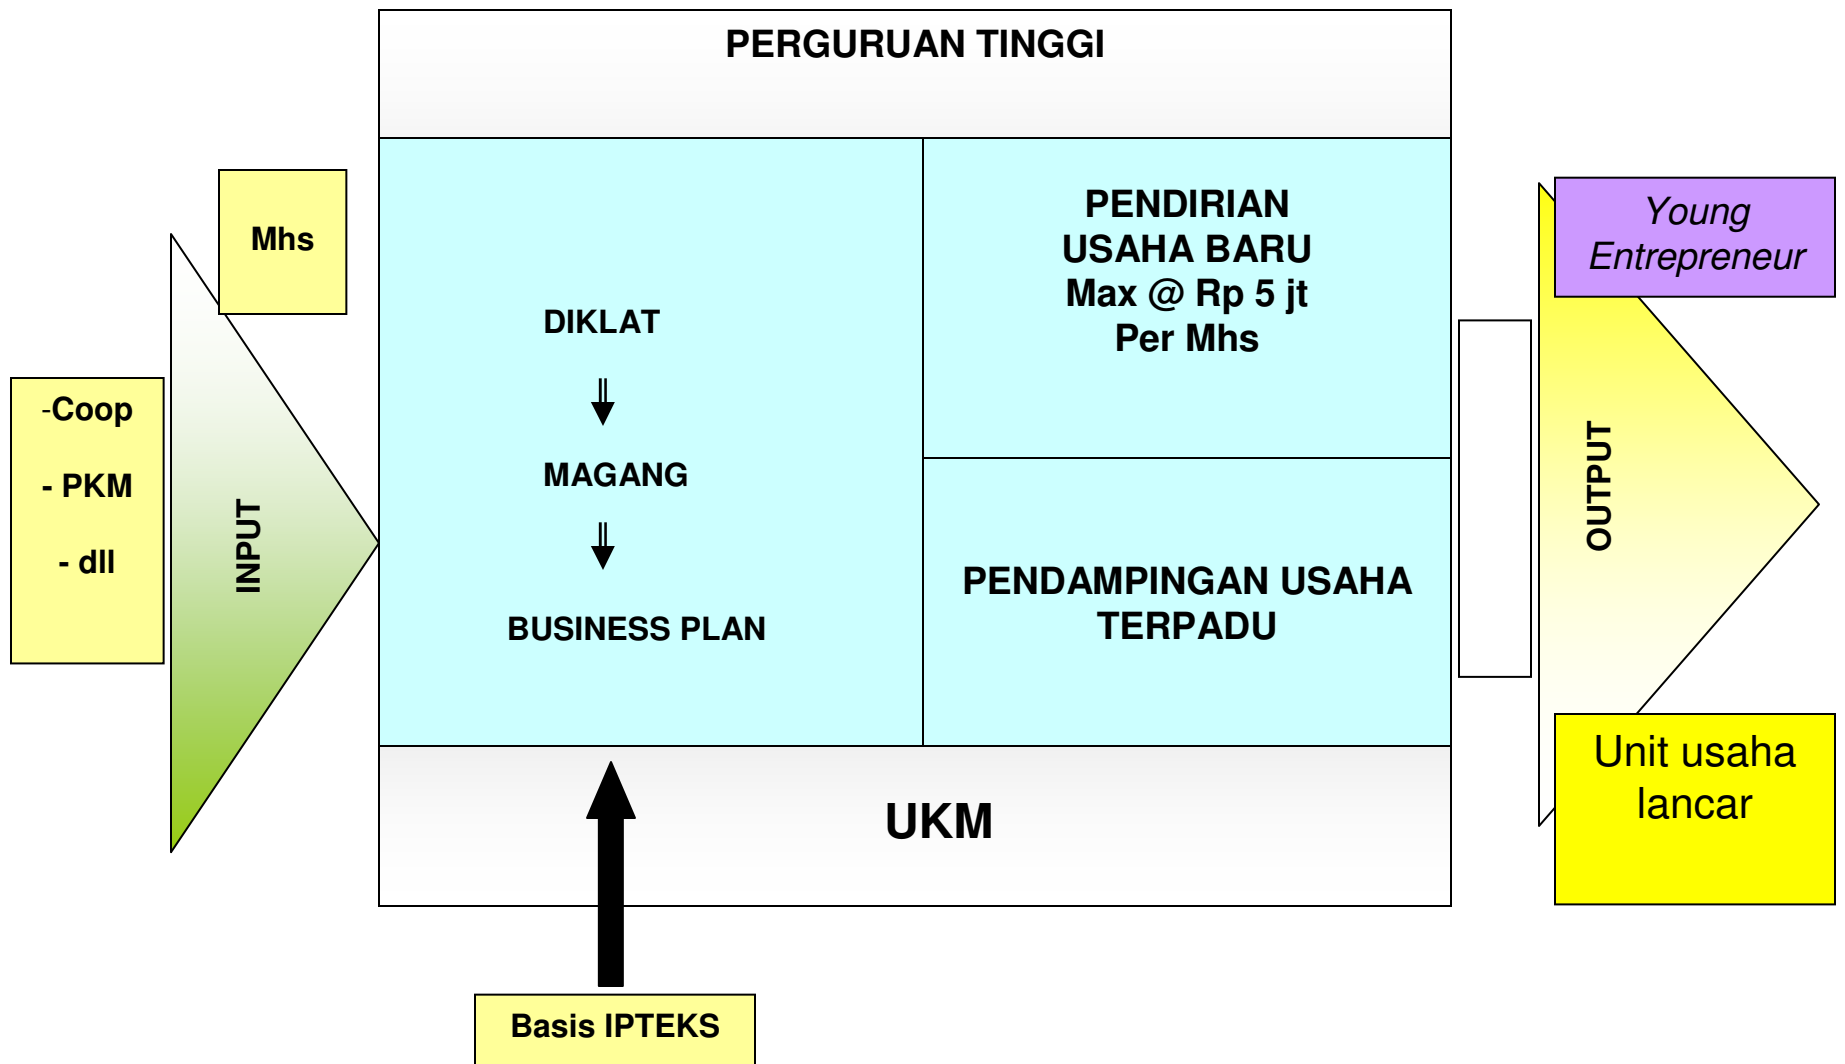 PERGURUAN TINGGI
Mhs
-Coop
- PKM
- dll
INPUT
DIKLAT
MAGANG
BUSINESS PLAN
PENDIRIAN
USAHA BARU
Max @ Rp 5 jt
Per Mhs
PENDAMPINGAN USAHA
TERPADU
UKM
Basis IPTEKS
OUTPUT
Young
Entrepreneur
Unit usaha
lancar